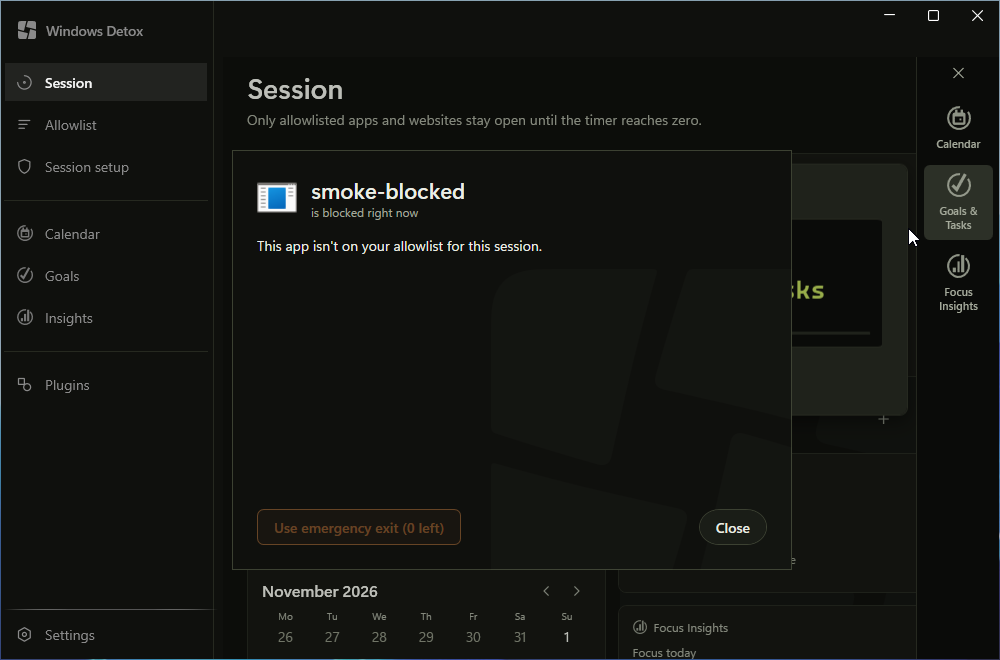 Windows Detox
Session
Allowlist
Session setup
Calendar
Goals
Insights
Plugins
Settings
Session
Only allowlisted apps and websites stay open until the timer reaches zero.
smoke-blocked
is blocked right now
This app isn't on your allowlist for this session.
Use emergency exit (0 left)
Close
November 2026
Mo Tu We Th Fr Sa Su
26 27 28 29 30 31 1
Focus Insights
Focus today
Calendar
Goals &
Tasks
Focus
Insights